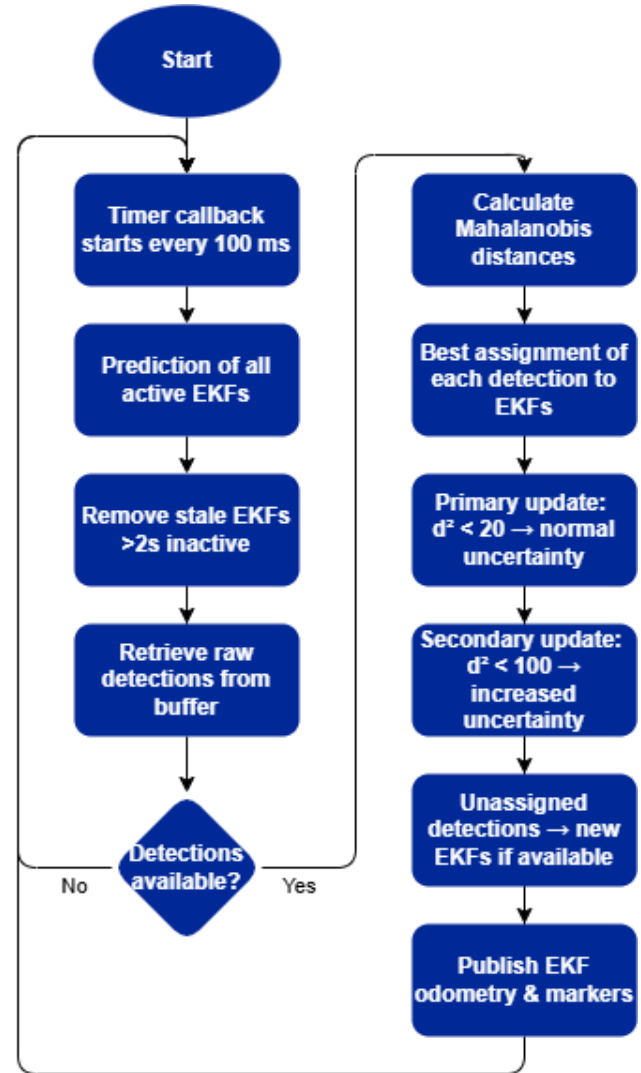 Start
Timer callback
starts every 100 ms
Prediction of all
active EKFs
Remove stale EKFs
>2s inactive
Retrieve raw
detections from
buffer
Detections
available?
No
Yes
Calculate
Mahalanobis
distances
Best assignment of
each detection to
EKFs
Primary update:
d² < 20 → normal
uncertainty
Secondary update:
d² < 100 →
increased
uncertainty
Unassigned
detections → new
EKFs if available
Publish EKF
odometry & markers